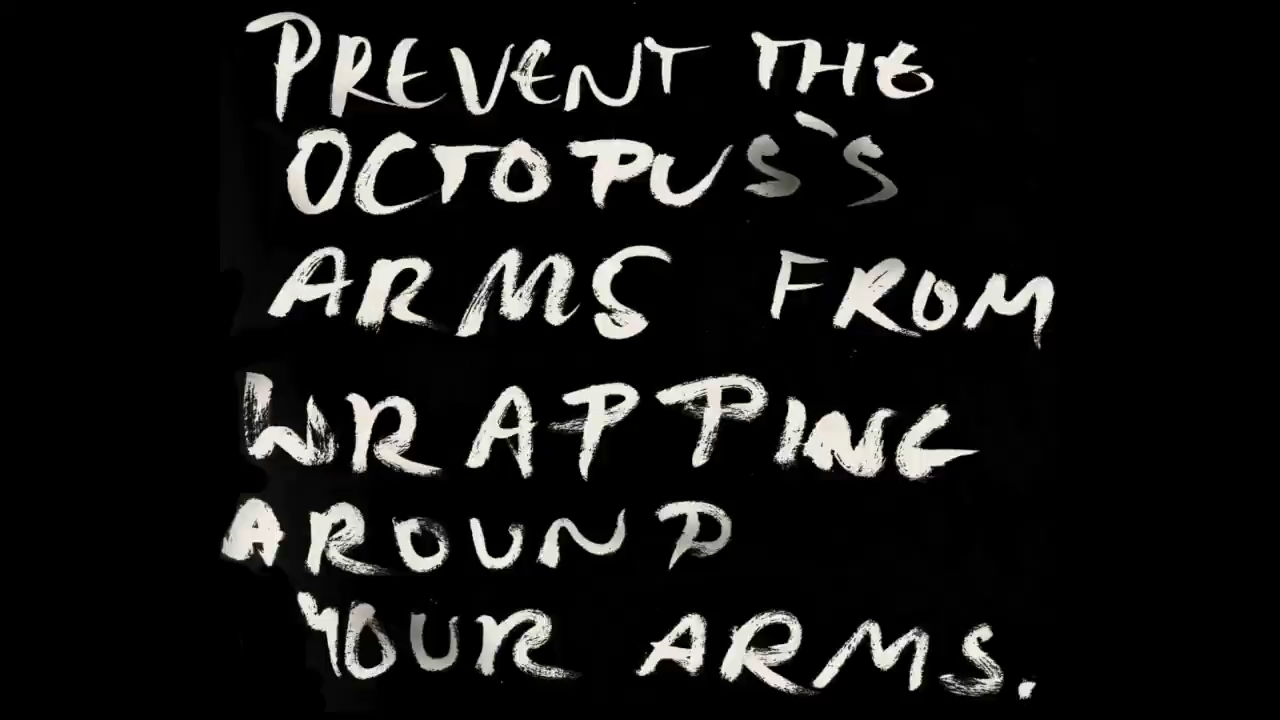 PREVENT THE
OCTOPUS'S
ARMS FROM
WRAPPING
AROUND
YOUR ARMS.